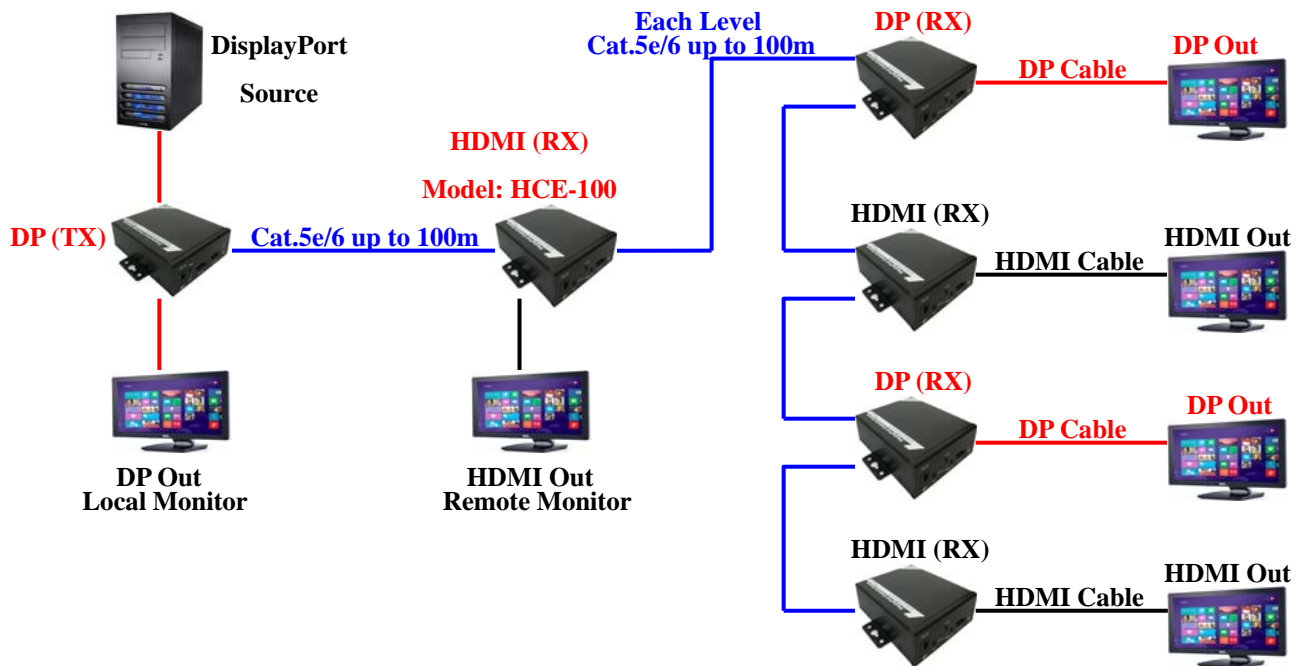 DisplayPort
Source
HDMI (RX)
Model: HCE-100
DP (TX)
Cat.5e/6 up to 100m
DP Out
Local Monitor
HDMI Out
Remote Monitor
Each Level
Cat.5e/6 up to 100m
DP (RX)
DP Cable
DP Out
HDMI (RX)
HDMI Cable
HDMI Out
DP (RX)
DP Cable
DP Out
HDMI (RX)
HDMI Cable
HDMI Out